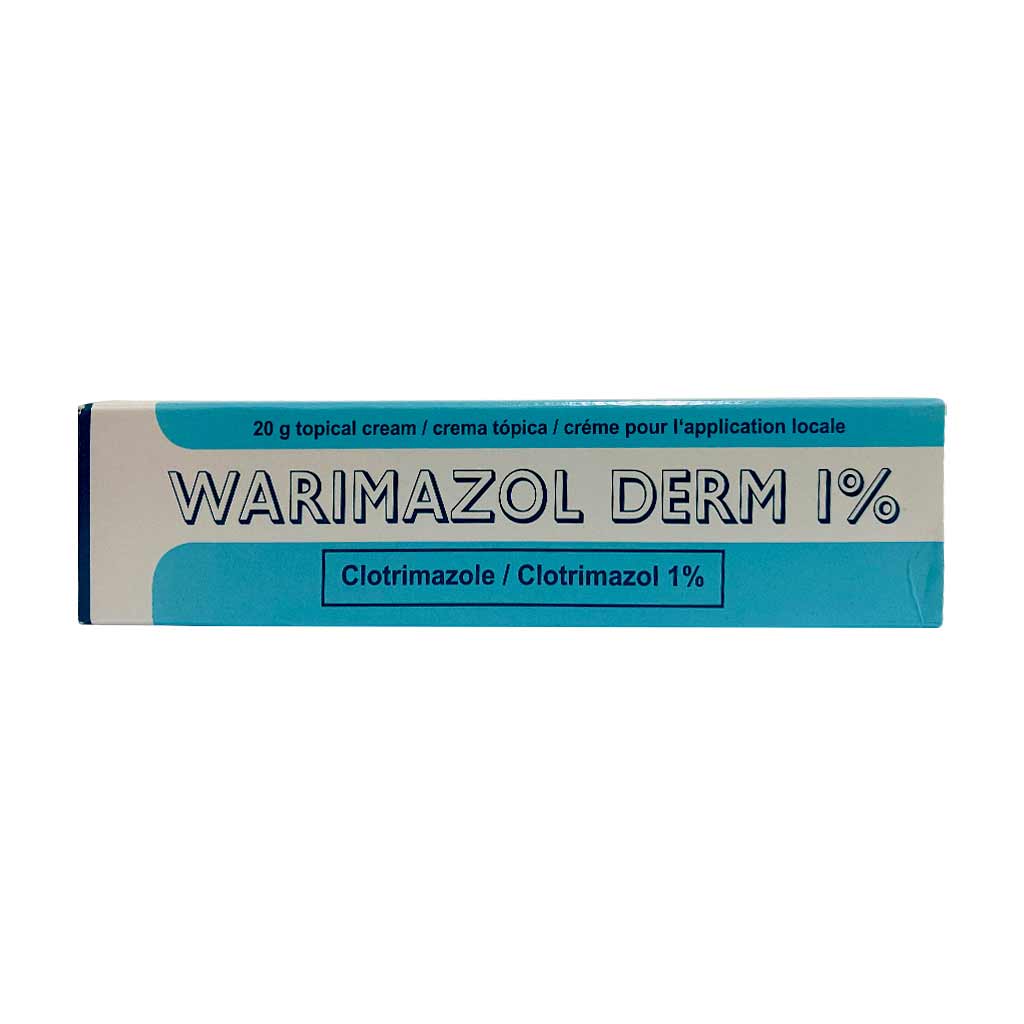 20 g topical cream / crema tópica / créme pour l‘application locale
WARIMAZOL DERM 1%
Clotrimazole / Clotrimazol 1%